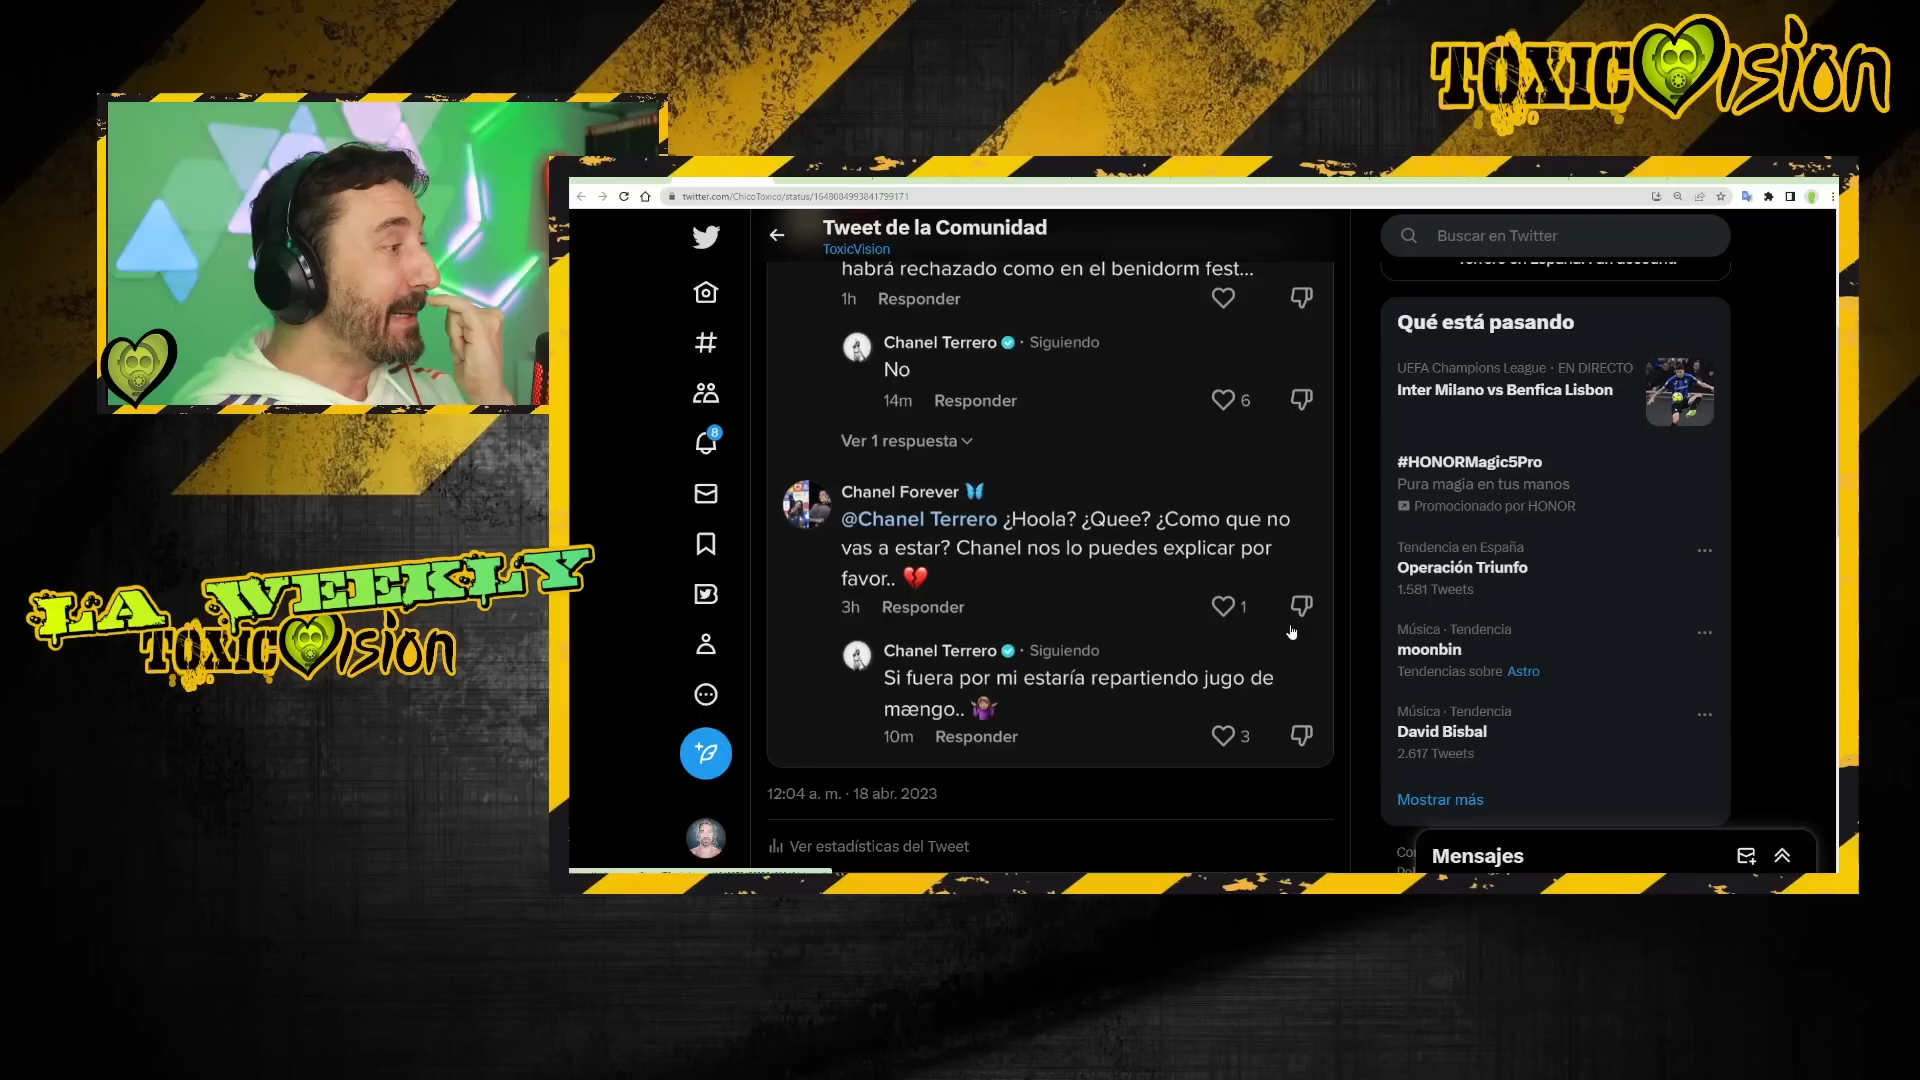 TOXICVISION
twitter.com/ChicoToxico/status/1648084993841799171
Tweet de la Comunidad
ToxicVision
habrá rechazado como en el benidorm fest...
1h Responder
Chanel Terrero · Siguiendo
No
14m Responder 6
Ver 1 respuesta
Chanel Forever
@Chanel Terrero ¿Hoola? ¿Quee? ¿Como que no
vas a estar? Chanel nos lo puedes explicar por
favor..
3h Responder 1
Chanel Terrero · Siguiendo
Si fuera por mi estaría repartiendo jugo de
mængo..
10m Responder 3
12:04 a. m. · 18 abr. 2023
Ver estadísticas del Tweet
8
Buscar en Twitter
Qué está pasando
UEFA Champions League · EN DIRECTO
Inter Milano vs Benfica Lisbon
#HONORMagic5Pro
Pura magia en tus manos
Promocionado por HONOR
Tendencia en España
Operación Triunfo
1.581 Tweets
Música · Tendencia
moonbin
Tendencias sobre Astro
Música · Tendencia
David Bisbal
2.617 Tweets
Mostrar más
Mensajes
LA WEEKLY
TOXICVISION